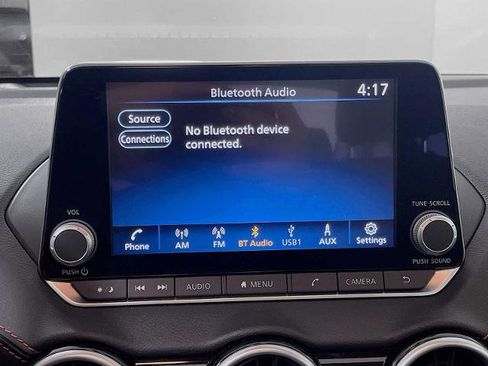 Bluetooth Audio 4:17
Source
No Bluetooth device
Connections
connected.
VOL
TUNE·SCROLL
Phone AM FM BT Audio USB1 AUX Settings
PUSH
PUSH SOUND
AUDIO MENU CAMERA